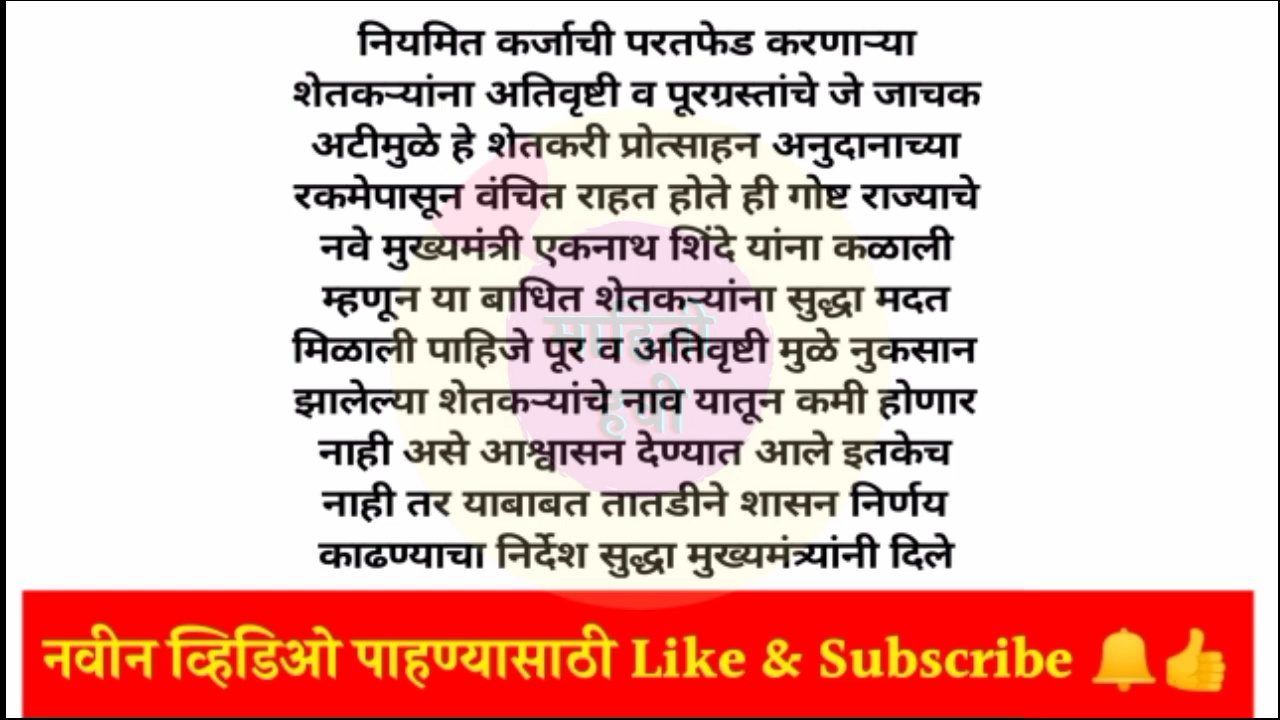 नियमित कर्जाची परतफेड करणाऱ्या
शेतकऱ्यांना अतिवृष्टी व पूरग्रस्तांचे जे जाचक
अटीमुळे हे शेतकरी प्रोत्साहन अनुदानाच्या
रकमेपासून वंचित राहत होते ही गोष्ट राज्याचे
नवे मुख्यमंत्री एकनाथ शिंदे यांना कळाली
म्हणून या बाधित शेतकऱ्यांना सुद्धा मदत
मिळाली पाहिजे पूर व अतिवृष्टी मुळे नुकसान
झालेल्या शेतकऱ्यांचे नाव यातून कमी होणार
नाही असे आश्वासन देण्यात आले इतकेच
नाही तर याबाबत तातडीने शासन निर्णय
काढण्याचा निर्देश सुद्धा मुख्यमंत्र्यांनी दिले
नवीन व्हिडिओ पाहण्यासाठी Like & Subscribe